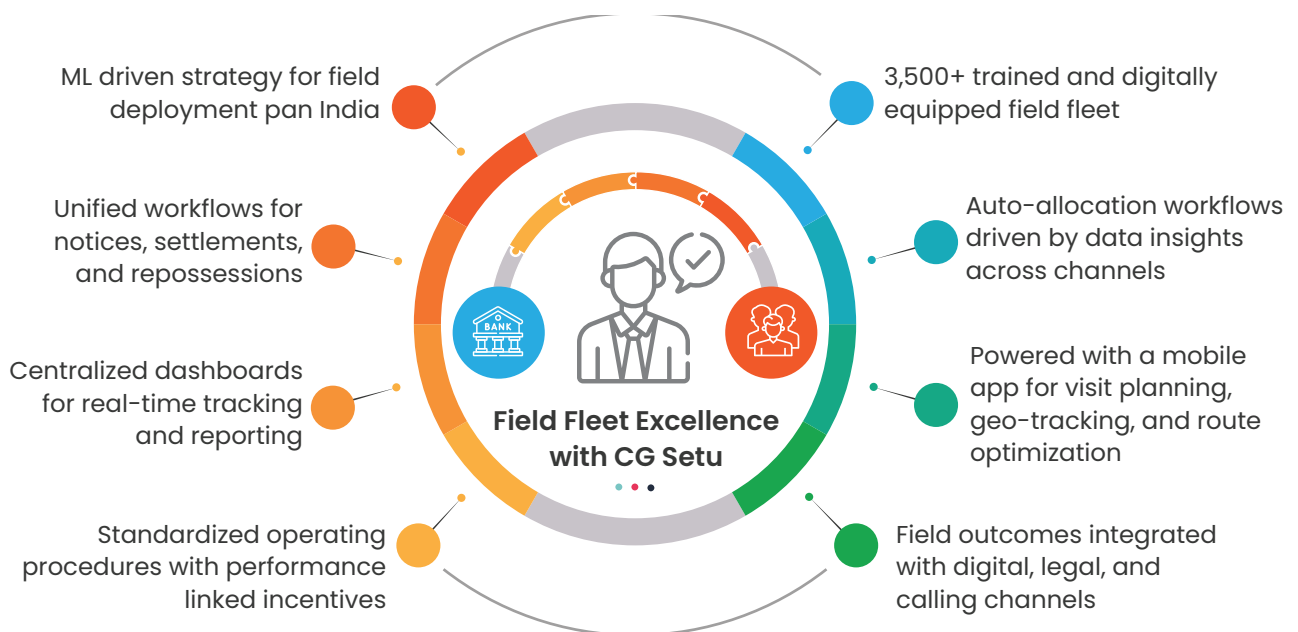 ML driven strategy for field
deployment pan India
Unified workflows for
notices, settlements,
and repossessions
Centralized dashboards
for real-time tracking
and reporting
Standardized operating
procedures with performance
linked incentives
BANK
Field Fleet Excellence
with CG Setu
3,500+ trained and digitally
equipped field fleet
Auto-allocation workflows
driven by data insights
across channels
Powered with a mobile
app for visit planning,
geo-tracking, and route
optimization
Field outcomes integrated
with digital, legal, and
calling channels